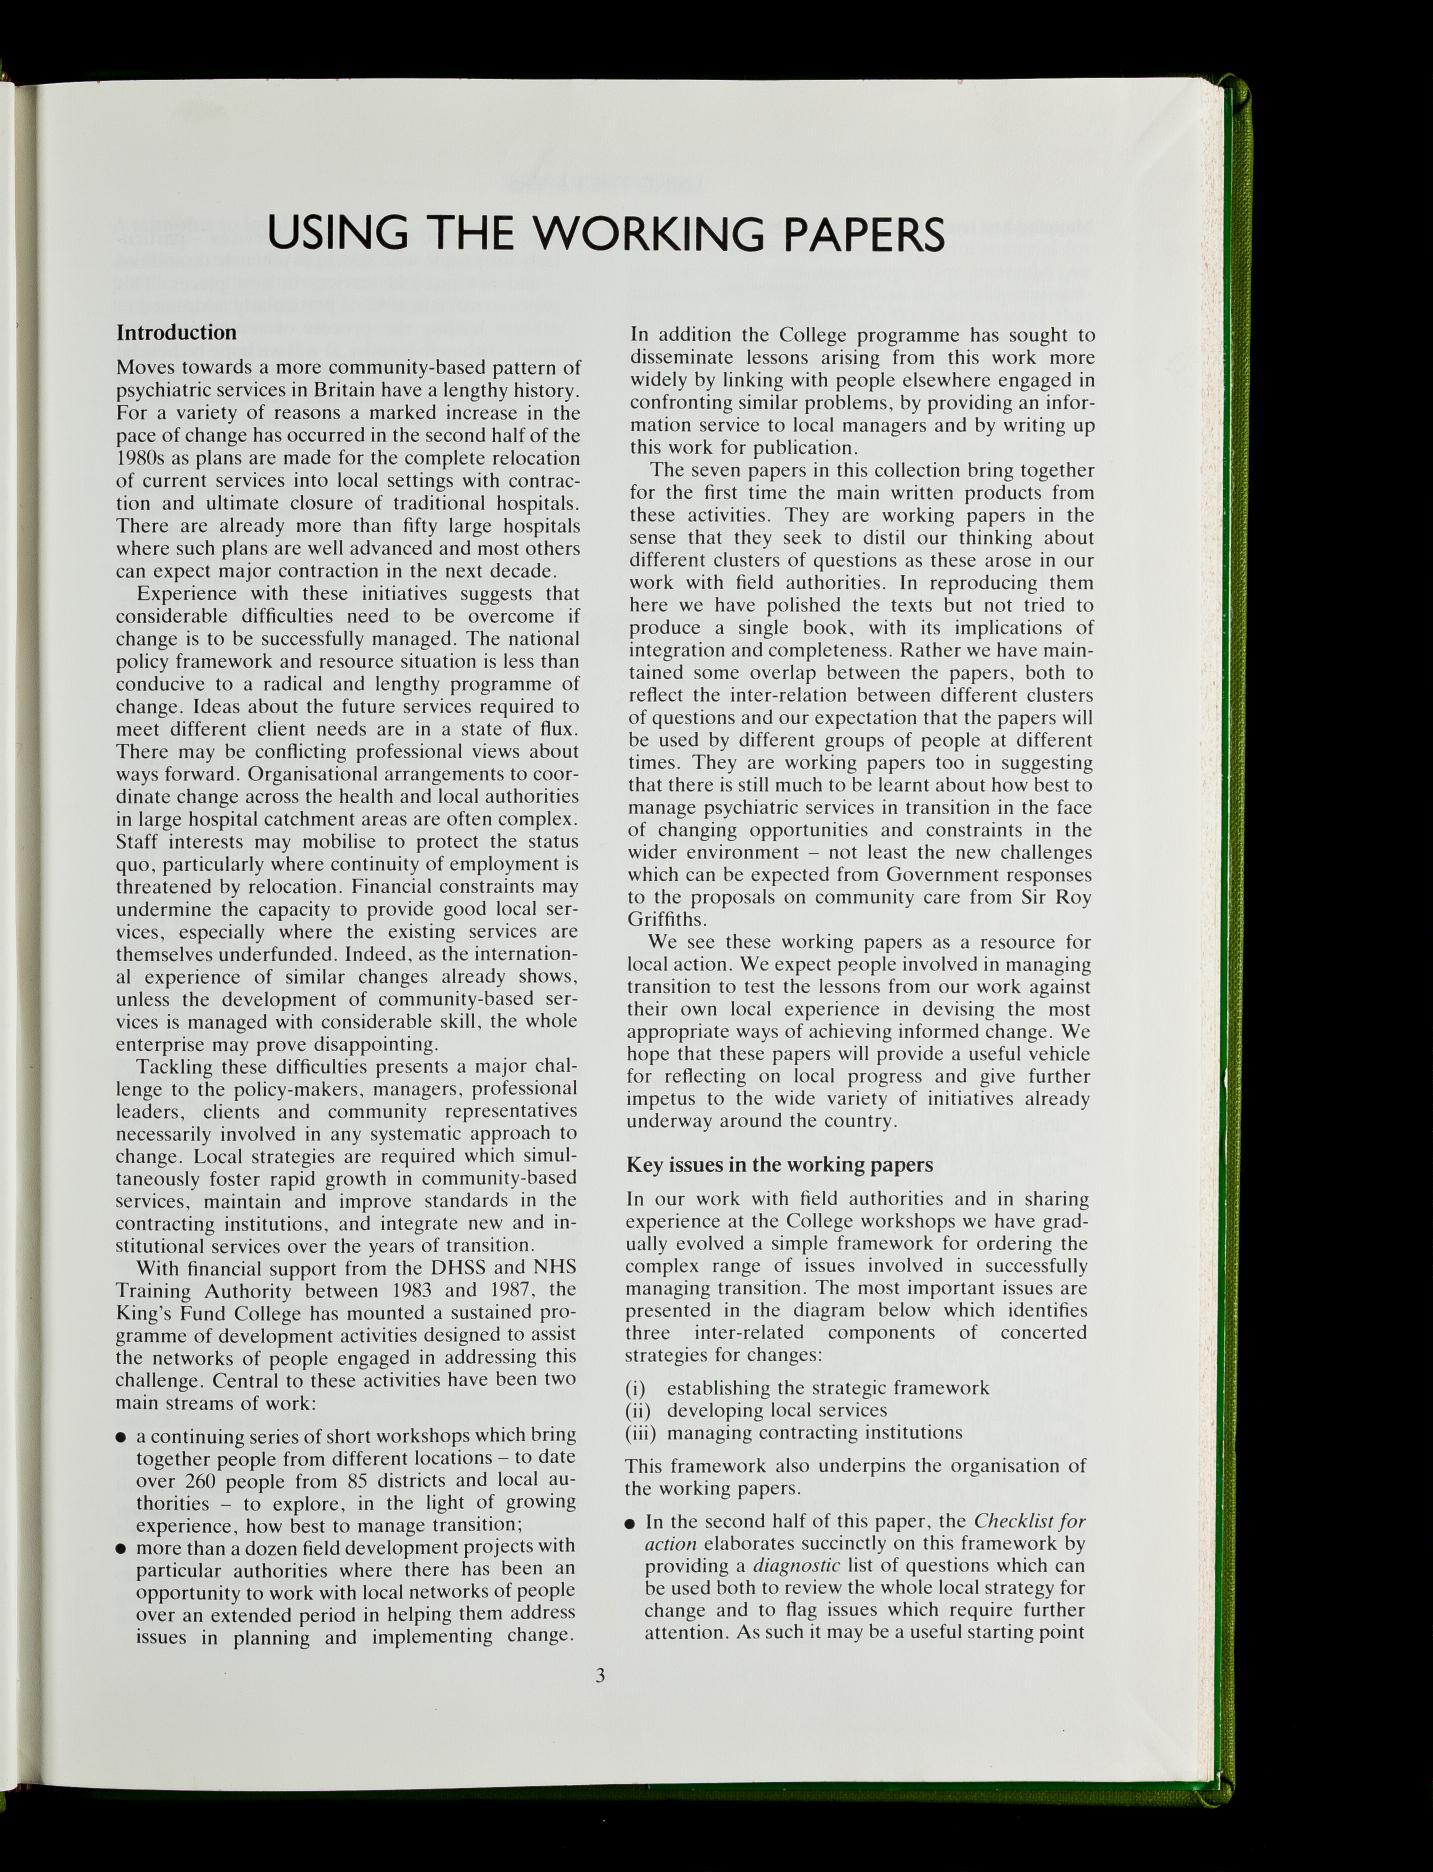 USING THE WORKING PAPERS
Introduction
Moves towards a more community-based pattern of
psychiatric services in Britain have a lengthy history.
For a variety of reasons a marked increase in the
pace of change has occurred in the second half of the
1980s as plans are made for the complete relocation
of current services into local settings with contrac-
tion and ultimate closure of traditional hospitals.
There are already more than fifty large hospitals
where such plans are well advanced and most others
can expect major contraction in the next decade.
Experience with these initiatives suggests that
considerable difficulties need to be overcome if
change is to be successfully managed. The national
policy framework and resource situation is less than
conducive to a radical and lengthy programme of
change. Ideas about the future services required to
meet different client needs are in a state of flux.
There may be conflicting professional views about
ways forward. Organisational arrangements to coor-
dinate change across the health and local authorities
in large hospital catchment areas are often complex.
Staff interests may mobilise to protect the status
quo, particularly where continuity of employment is
threatened by relocation. Financial constraints may
undermine the capacity to provide good local ser-
vices, especially where the existing services are
themselves underfunded. Indeed, as the internation-
al experience of similar changes already shows,
unless the development of community-based ser-
vices is managed with considerable skill, the whole
enterprise may prove disappointing.
Tackling these difficulties presents a major chal-
lenge to the policy-makers, managers, professional
leaders, clients and community representatives
necessarily involved in any systematic approach to
change. Local strategies are required which simul-
taneously foster rapid growth in community-based
services, maintain and improve standards in the
contracting institutions, and integrate new and in-
stitutional services over the years of transition.
With financial support from the DHSS and NHS
Training Authority between 1983 and 1987, the
King's Fund College has mounted a sustained pro-
gramme of development activities designed to assist
the networks of people engaged in addressing this
challenge. Central to these activities have been two
main streams of work:
● a continuing series of short workshops which bring
together people from different locations – to date
over 260 people from 85 districts and local au-
thorities – to explore, in the light of growing
experience, how best to manage transition;
● more than a dozen field development projects with
particular authorities where there has been an
opportunity to work with local networks of people
over an extended period in helping them address
issues in planning and implementing change.
In addition the College programme has sought to
disseminate lessons arising from this work more
widely by linking with people elsewhere engaged in
confronting similar problems, by providing an infor-
mation service to local managers and by writing up
this work for publication.
The seven papers in this collection bring together
for the first time the main written products from
these activities. They are working papers in the
sense that they seek to distil our thinking about
different clusters of questions as these arose in our
work with field authorities. In reproducing them
here we have polished the texts but not tried to
produce a single book, with its implications of
integration and completeness. Rather we have main-
tained some overlap between the papers, both to
reflect the inter-relation between different clusters
of questions and our expectation that the papers will
be used by different groups of people at different
times. They are working papers too in suggesting
that there is still much to be learnt about how best to
manage psychiatric services in transition in the face
of changing opportunities and constraints in the
wider environment – not least the new challenges
which can be expected from Government responses
to the proposals on community care from Sir Roy
Griffiths.
We see these working papers as a resource for
local action. We expect people involved in managing
transition to test the lessons from our work against
their own local experience in devising the most
appropriate ways of achieving informed change. We
hope that these papers will provide a useful vehicle
for reflecting on local progress and give further
impetus to the wide variety of initiatives already
underway around the country.
Key issues in the working papers
In our work with field authorities and in sharing
experience at the College workshops we have grad-
ually evolved a simple framework for ordering the
complex range of issues involved in successfully
managing transition. The most important issues are
presented in the diagram below which identifies
three inter-related components of concerted
strategies for changes:
(i) establishing the strategic framework
(ii) developing local services
(iii) managing contracting institutions
This framework also underpins the organisation of
the working papers.
● In the second half of this paper, the Checklist for
action elaborates succinctly on this framework by
providing a diagnostic list of questions which can
be used both to review the whole local strategy for
change and to flag issues which require further
attention. As such it may be a useful starting point
3